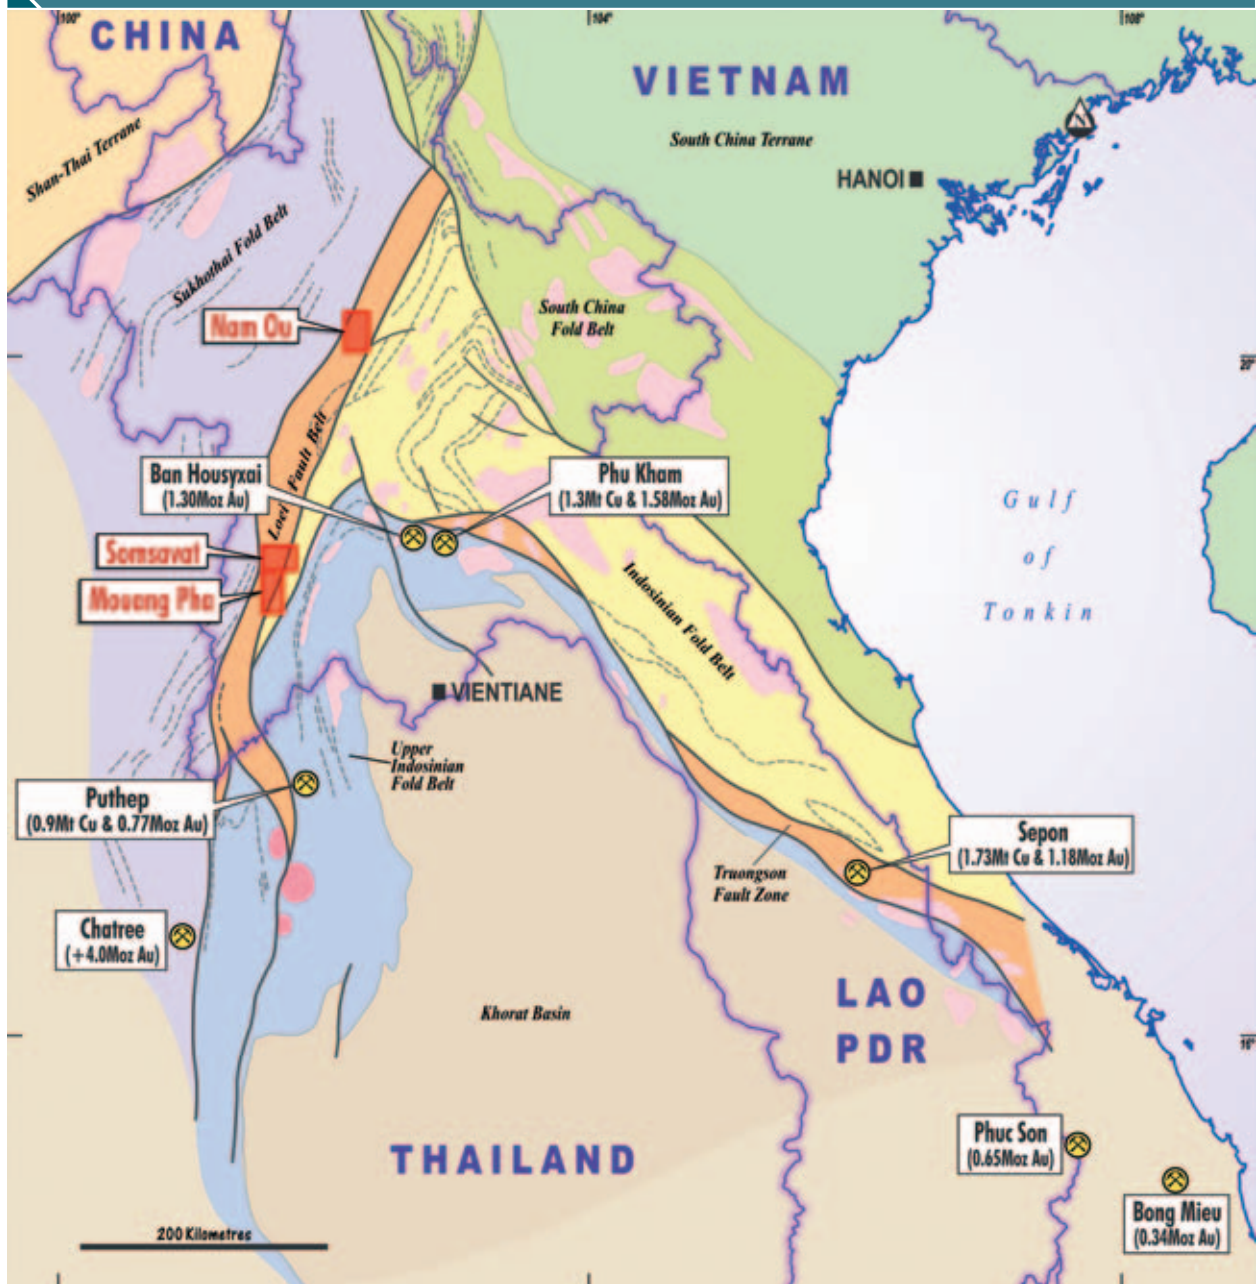 100°
104°
108°
CHINA
VIETNAM
Shan-Thai Terrane
South China Terrane
HANOI
Sukhothai Fold Belt
Nam Ou
South China
Fold Belt
20°
Loei Fault Belt
Ban Housyxai
(1.30Moz Au)
Phu Kham
(1.3Mt Cu & 1.58Moz Au)
Gulf
of
Tonkin
Somsavat
Mouang Pha
Indosinian Fold Belt
VIENTIANE
Upper
Indosinian
Fold Belt
Puthep
(0.9Mt Cu & 0.77Moz Au)
Sepon
(1.73Mt Cu & 1.18Moz Au)
Truongson
Fault Zone
Chatree
(+4.0Moz Au)
LAO
PDR
Khorat Basin
THAILAND
Phuc Son
(0.65Moz Au)
Bong Mieu
(0.34Moz Au)
200 Kilometres